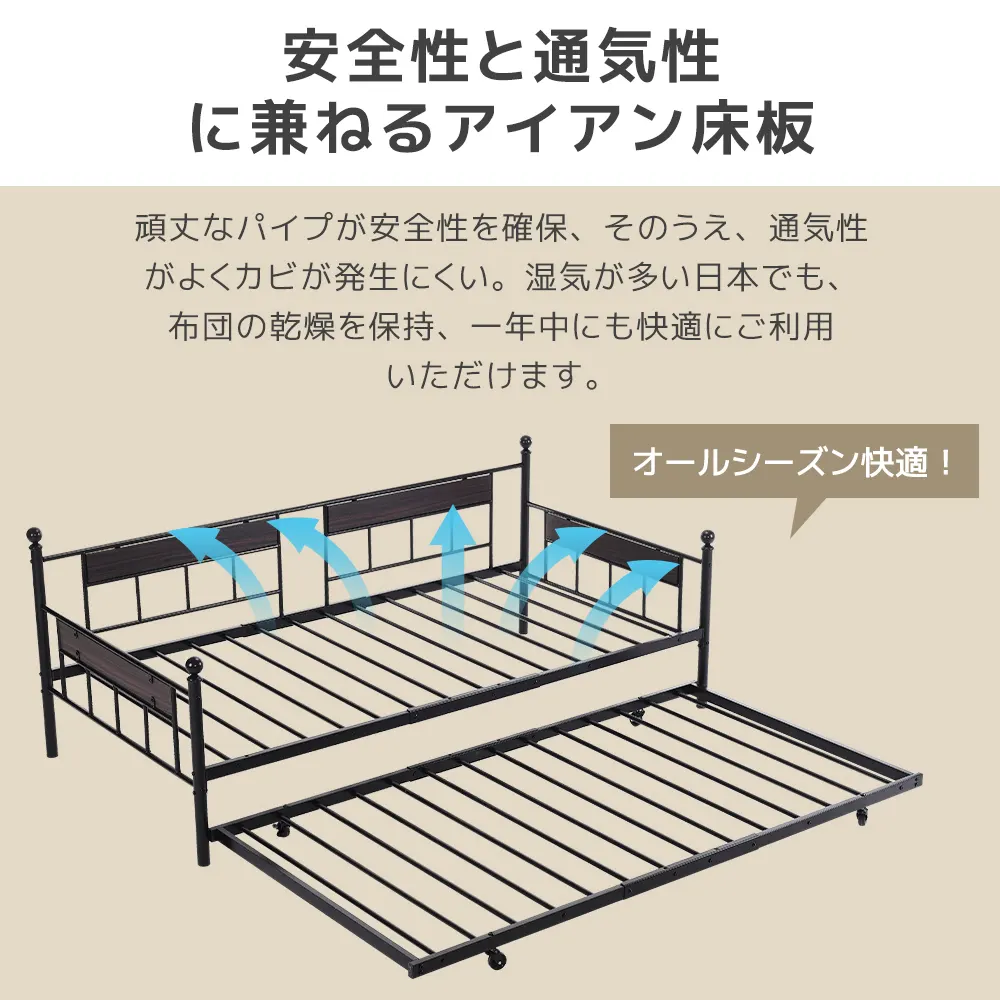 安全性と通気性
に兼ねるアイアン床板
頑丈なパイプが安全性を確保、そのうえ、通気性
がよくカビが発生にくい。湿気が多い日本でも、
布団の乾燥を保持、一年中にも快適にご利用
いただけます。
オールシーズン快適！